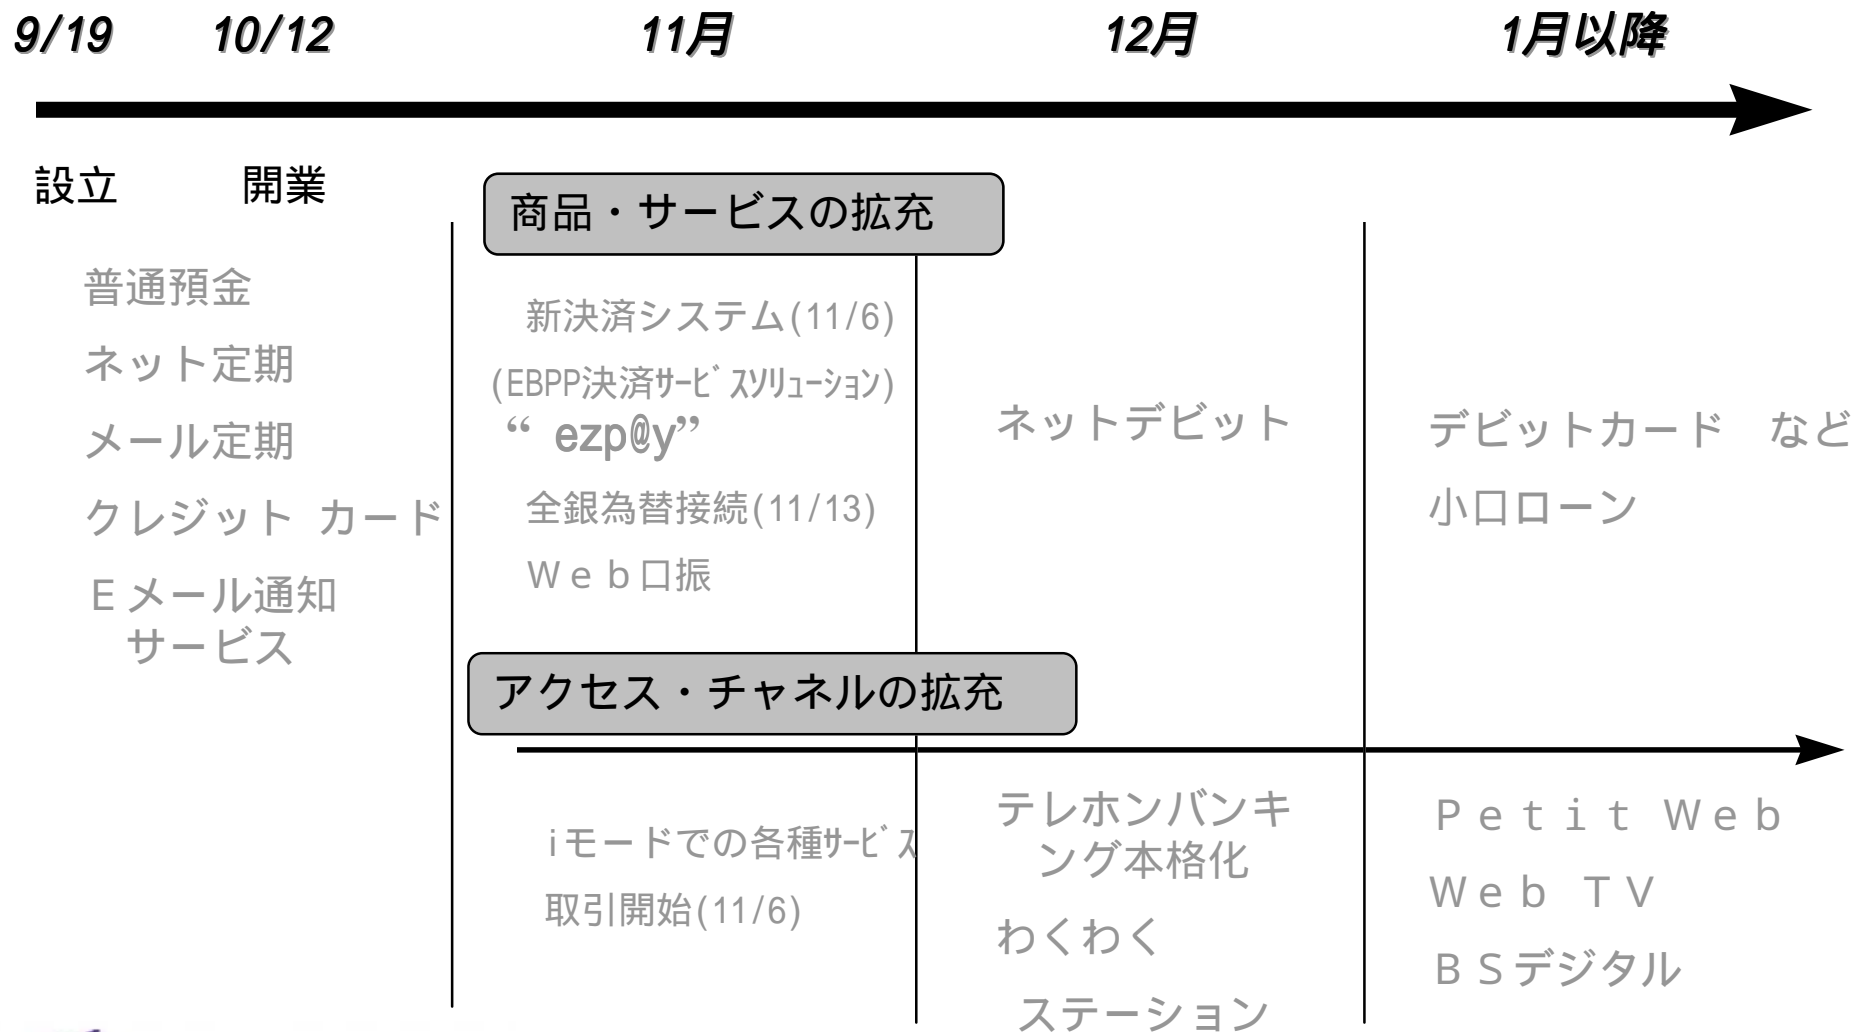 9/19 10/12 11月 12月 1月以降
設立 開業
商品・サービスの拡充
普通預金
ネット定期
メール定期
クレジット カード
Eメール通知
サービス
新決済システム(11/6)
(EBPP決済ｻｰﾋﾞｽｿﾘｭｰｼｮﾝ)
“ ezp@y”
全銀為替接続(11/13)
Ｗｅｂ口振
ネットデビット
デビットカード など
小口ローン
アクセス・チャネルの拡充
iモードでの各種ｻｰﾋﾞｽ
取引開始(11/6)
テレホンバンキ
ング本格化
わくわく
ステーション
Ｐｅｔｉｔ Ｗｅｂ
Ｗｅｂ ＴＶ
ＢＳデジタル